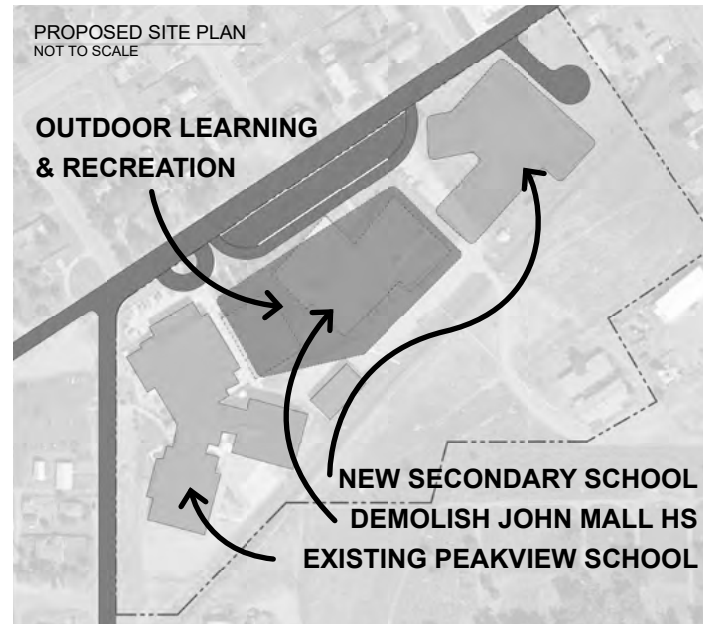 PROPOSED SITE PLAN
NOT TO SCALE
OUTDOOR LEARNING
& RECREATION
NEW SECONDARY SCHOOL
DEMOLISH JOHN MALL HS
EXISTING PEAKVIEW SCHOOL